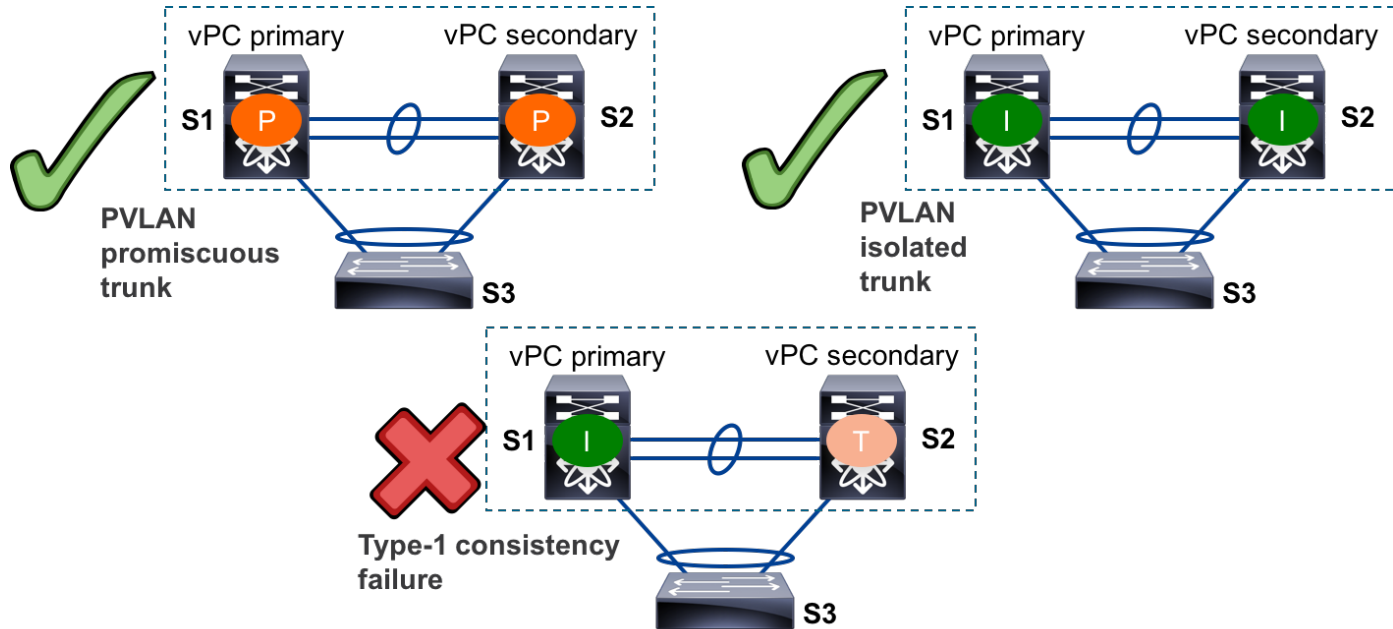 vPC primary
vPC secondary
S1
P
P
S2
PVLAN
promiscuous
trunk
S3
vPC primary
vPC secondary
S1
I
I
S2
PVLAN
isolated
trunk
S3
vPC primary
vPC secondary
S1
I
T
S2
Type-1 consistency
failure
S3